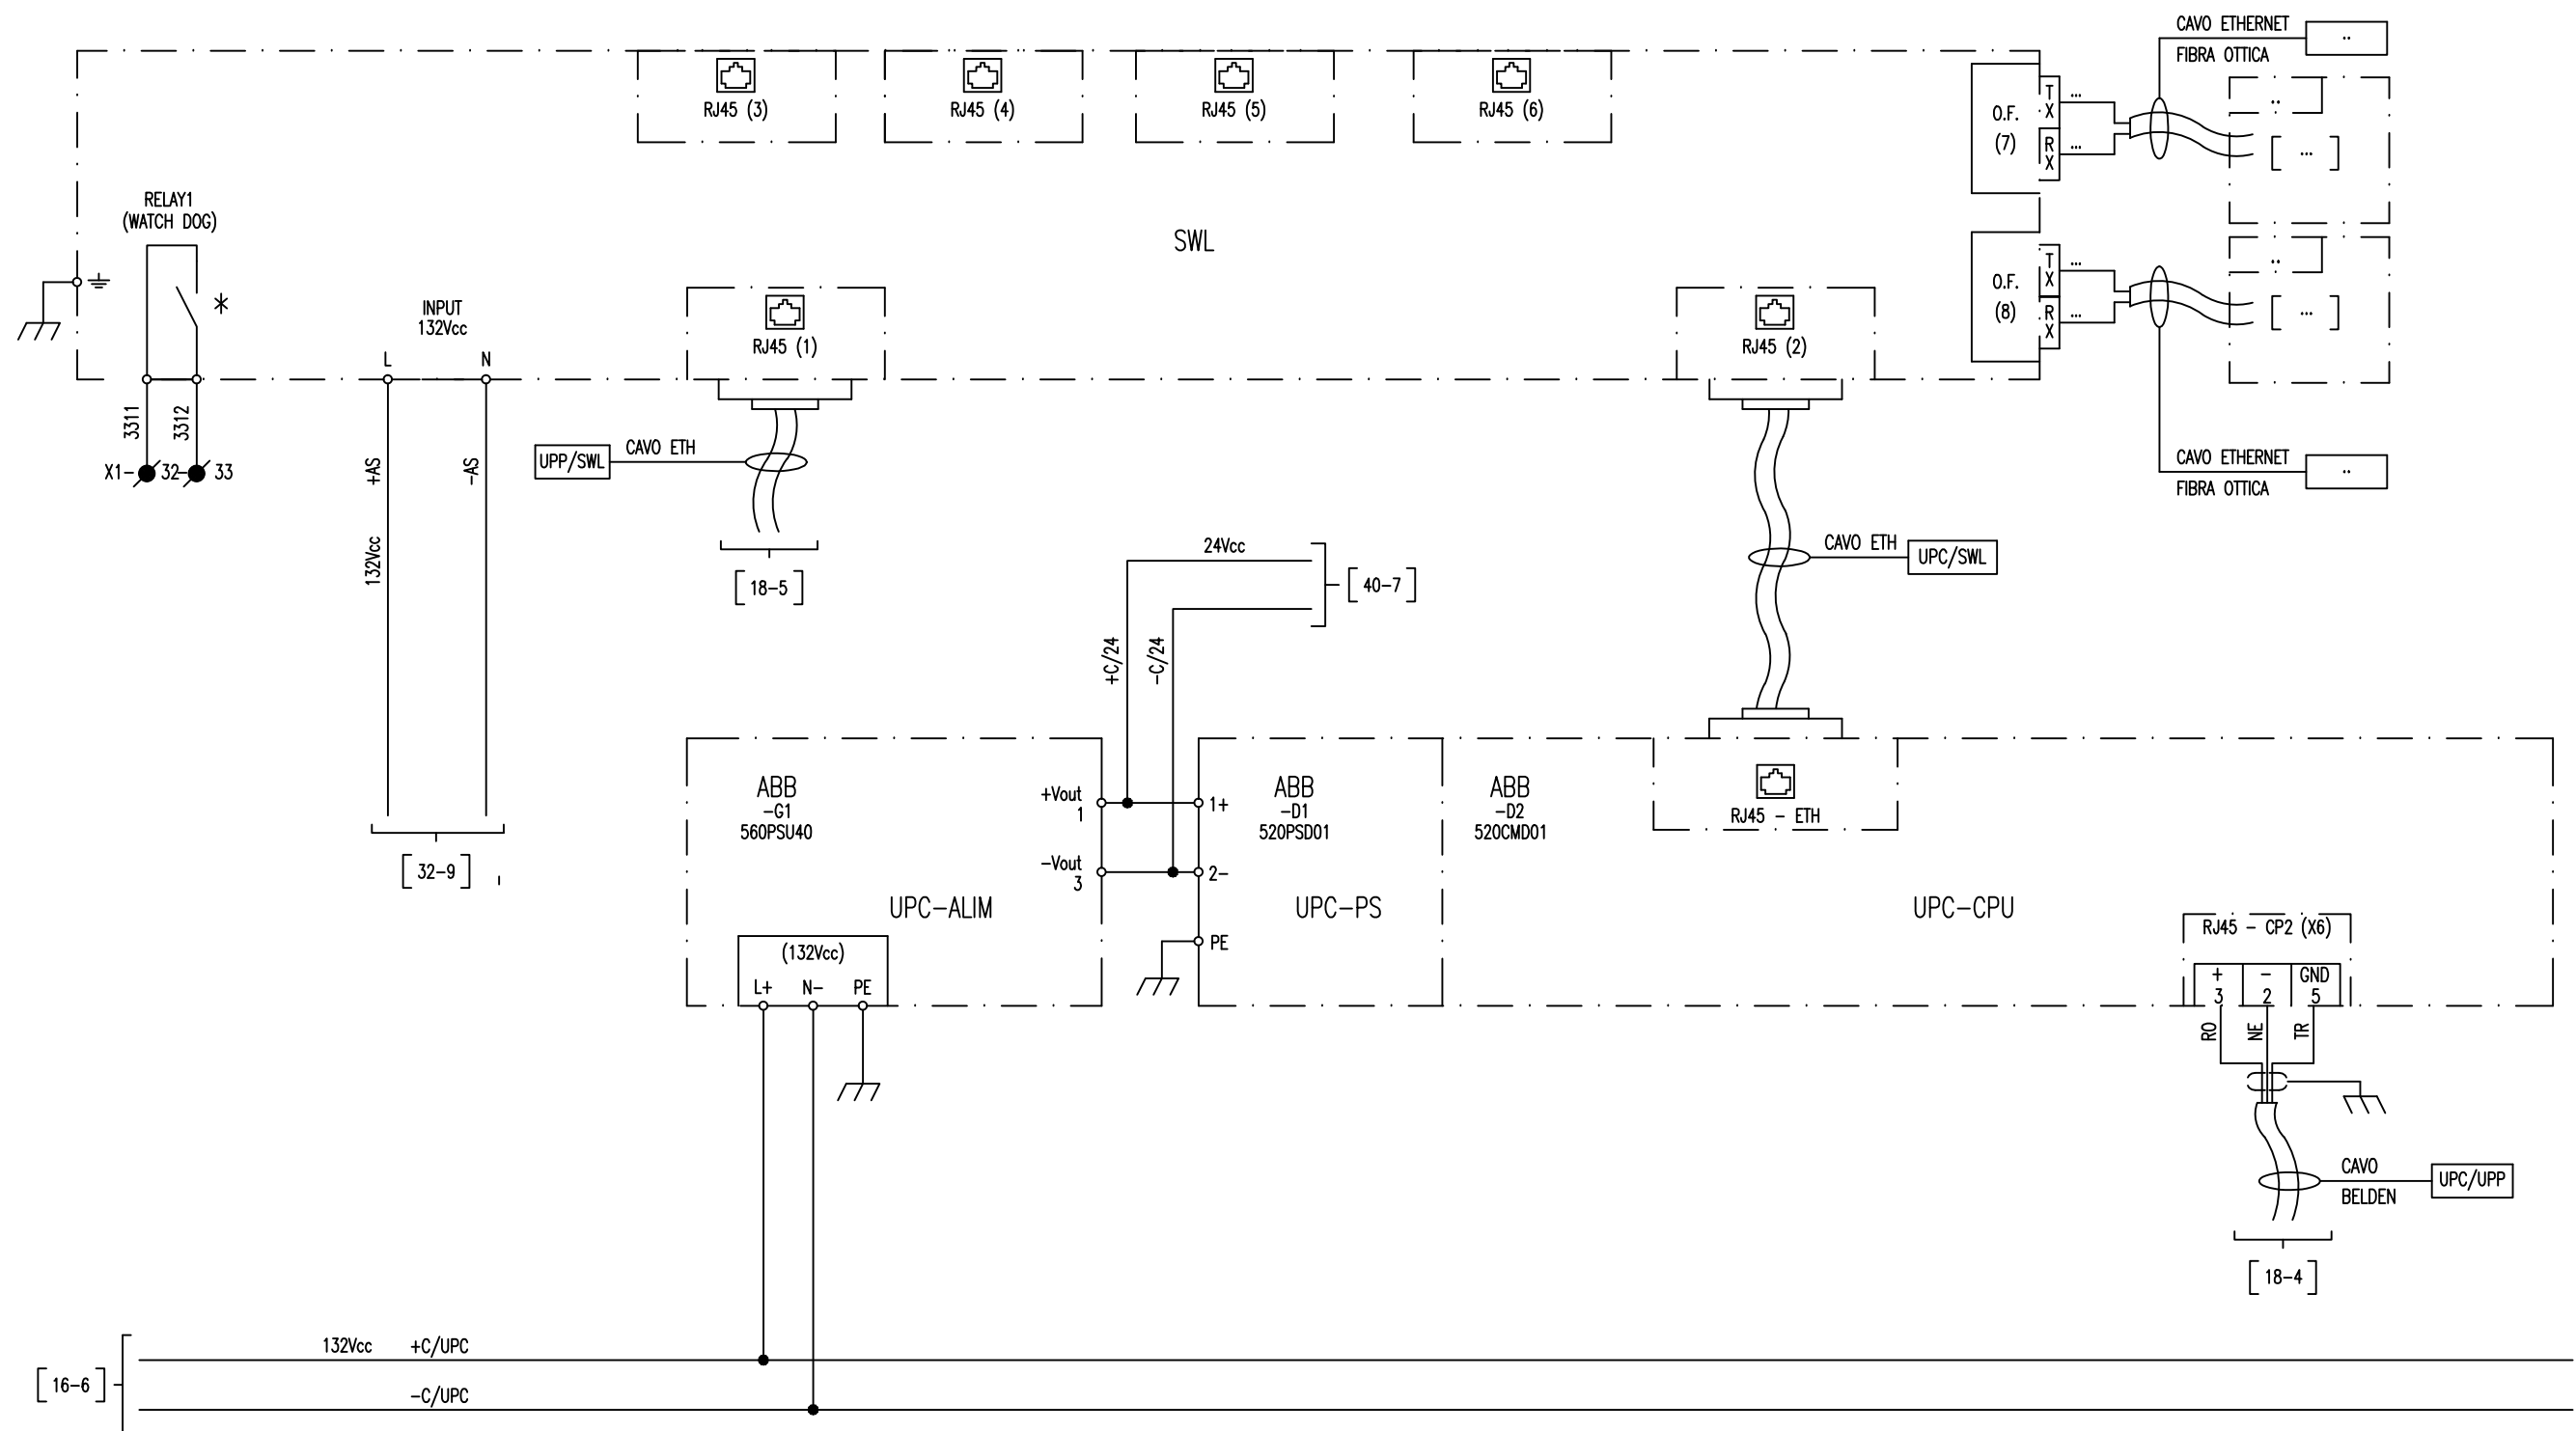 CAVO ETHERNET
FIBRA OTTICA
..
RJ45 (3)
RJ45 (4)
RJ45 (5)
RJ45 (6)
O.F.
(7)
TX
RX
...
...
..
[ ... ]
RELAY1
(WATCH DOG)
*
SWL
INPUT
132Vcc
L
N
RJ45 (1)
RJ45 (2)
O.F.
(8)
TX
RX
...
...
..
[ ... ]
3311
3312
X1-
32-
33
+AS
-AS
132Vcc
UPP/SWL
CAVO ETH
[ 18-5 ]
CAVO ETHERNET
FIBRA OTTICA
..
24Vcc
[ 40-7 ]
+C/24
-C/24
CAVO ETH
UPC/SWL
[ 32-9 ]
ABB
-G1
560PSU40
+Vout
1
-Vout
3
UPC-ALIM
(132Vcc)
L+
N-
PE
1+
2-
PE
ABB
-D1
520PSD01
UPC-PS
ABB
-D2
520CMD01
RJ45 - ETH
UPC-CPU
RJ45 - CP2 (X6)
+
-
GND
3
2
5
RO
NE
TR
CAVO
BELDEN
UPC/UPP
[ 18-4 ]
[ 16-6 ]
132Vcc
+C/UPC
-C/UPC